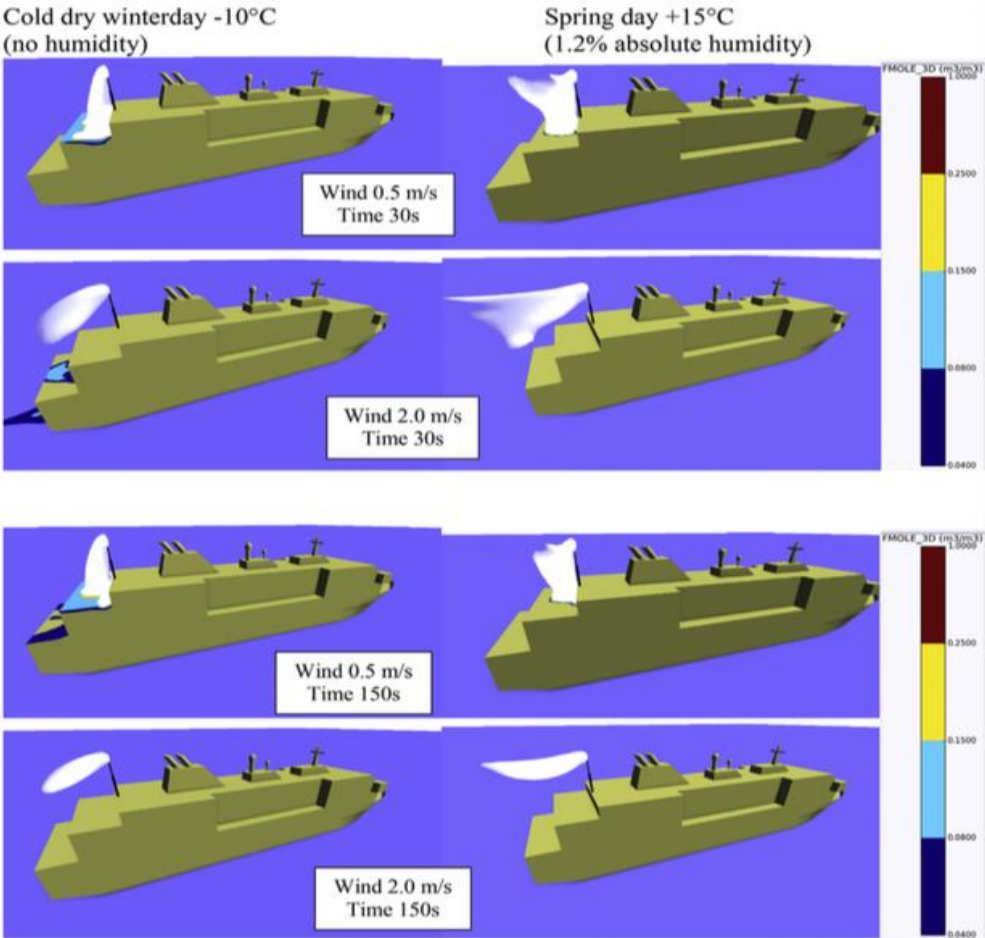 Cold dry winterday -10°C
(no humidity)
Spring day +15°C
(1.2% absolute humidity)
FMOLE_3D (m3/m3)
1.0000
0.2500
0.1500
0.0800
0.0400
Wind 0.5 m/s
Time 30s
Wind 2.0 m/s
Time 30s
FMOLE_3D (m3/m3)
1.0000
0.2500
0.1500
0.0800
0.0400
Wind 0.5 m/s
Time 150s
Wind 2.0 m/s
Time 150s